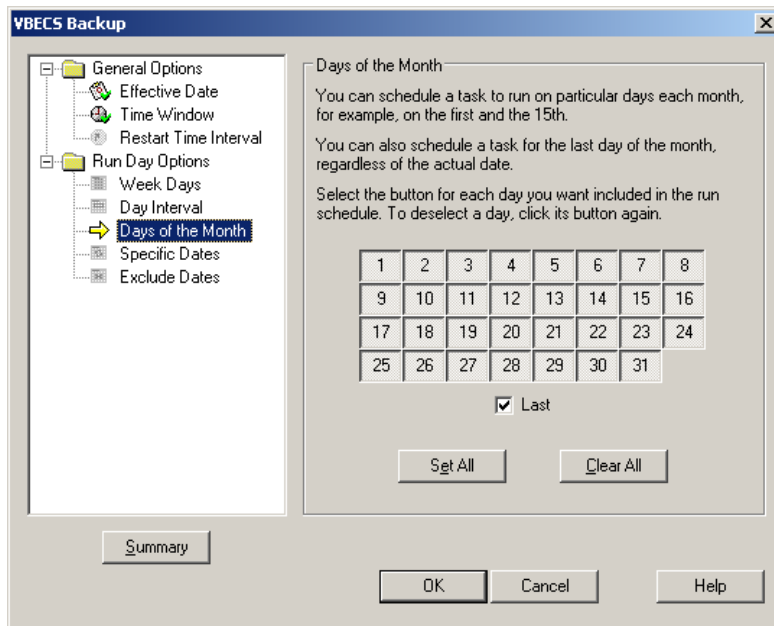 VBECS Backup
General Options
Effective Date
Time Window
Restart Time Interval
Run Day Options
Week Days
Day Interval
Days of the Month
Specific Dates
Exclude Dates
Summary
Days of the Month
You can schedule a task to run on particular days each month,
for example, on the first and the 15th.
You can also schedule a task for the last day of the month,
regardless of the actual date.
Select the button for each day you want included in the run
schedule. To deselect a day, click its button again.
1 2 3 4 5 6 7 8
9 10 11 12 13 14 15 16
17 18 19 20 21 22 23 24
25 26 27 28 29 30 31
Last
Set All Clear All
OK Cancel Help